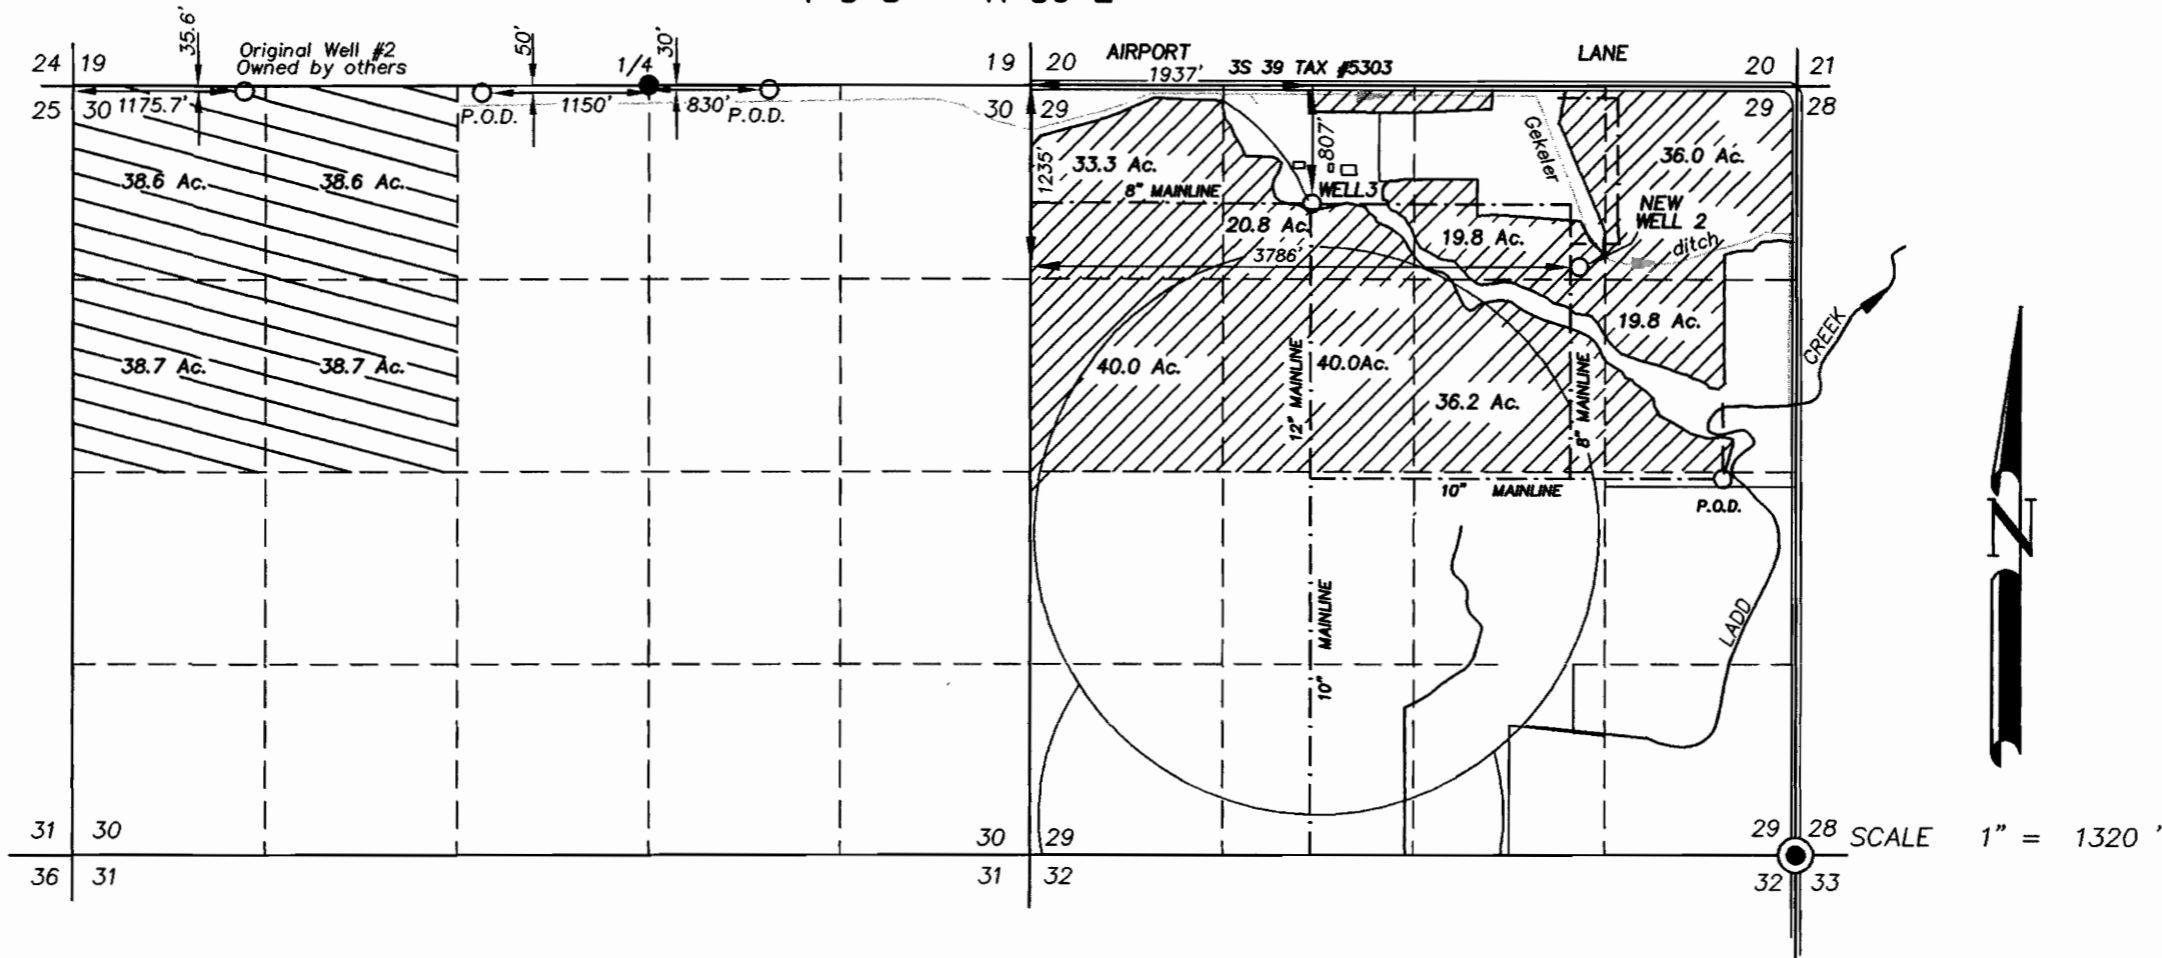 35.6'
50'
30'
24 19
Original Well #2
Owned by others
1/4
19 20
AIRPORT
LANE
20 21
1937'
3S 39 TAX #5303
25 30
1175.7'
P.O.D.
1150'
830'
P.O.D.
30 29
29 28
1235'
807'
Gekeler
33.3 Ac.
36.0 Ac.
38.6 Ac.
38.6 Ac.
8" MAINLINE
WELL 3
NEW
WELL 2
20.8 Ac.
19.8 Ac.
ditch
3786'
19.8 Ac.
CREEK
38.7 Ac.
38.7 Ac.
40.0 Ac.
12" MAINLINE
40.0Ac.
36.2 Ac.
8" MAINLINE
10" MAINLINE
P.O.D.
N
10" MAINLINE
LADD
31 30
30 29
29 28
SCALE 1" = 1320 '
36 31
31 32
32 33